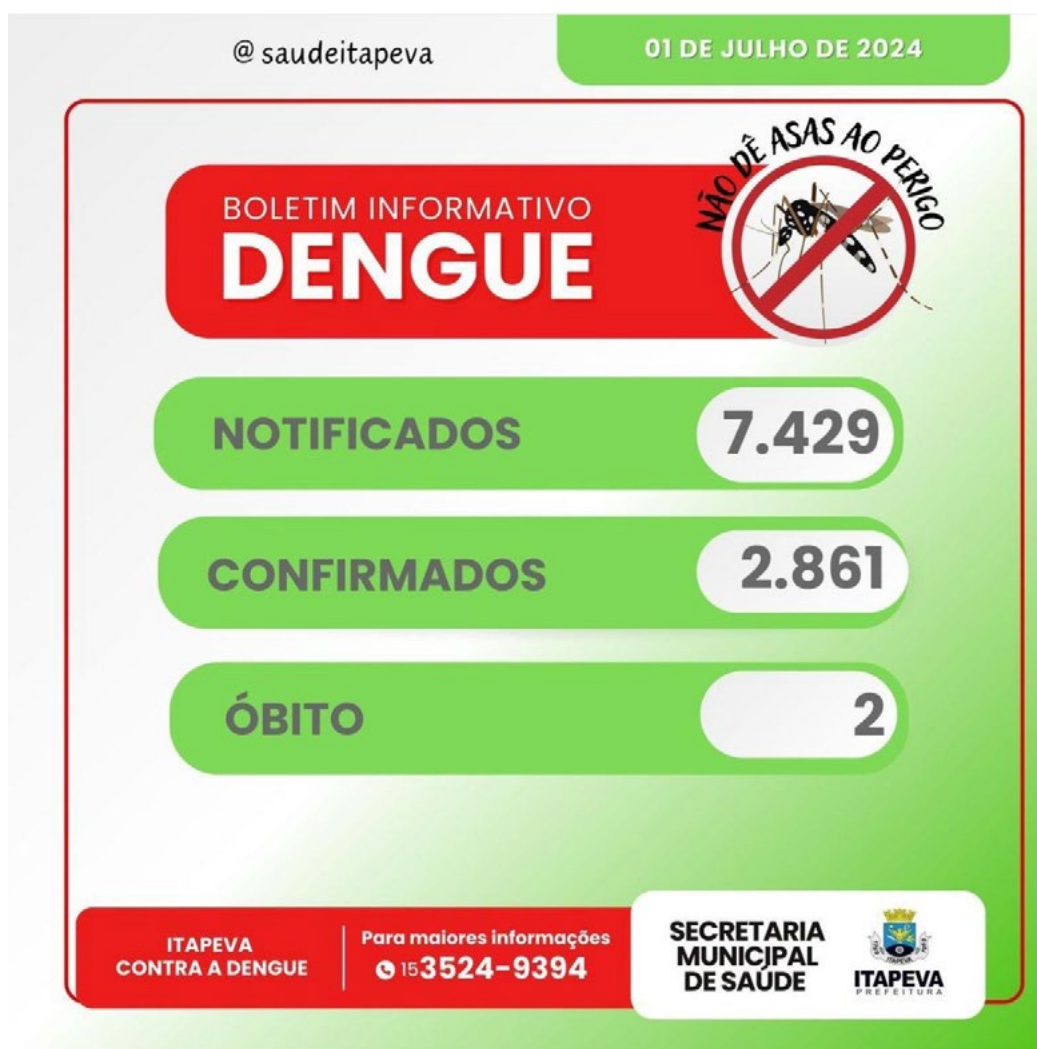 @saudeitapeva
01 DE JULHO DE 2024
NÃO DÊ ASAS AO PERIGO
BOLETIM INFORMATIVO
DENGUE
NOTIFICADOS
7.429
CONFIRMADOS
2.861
ÓBITO
2
ITAPEVA
CONTRA A DENGUE
Para maiores informações
15 3524-9394
SECRETARIA
MUNICIPAL
DE SAÚDE
ITAPEVA
PREFEITURA